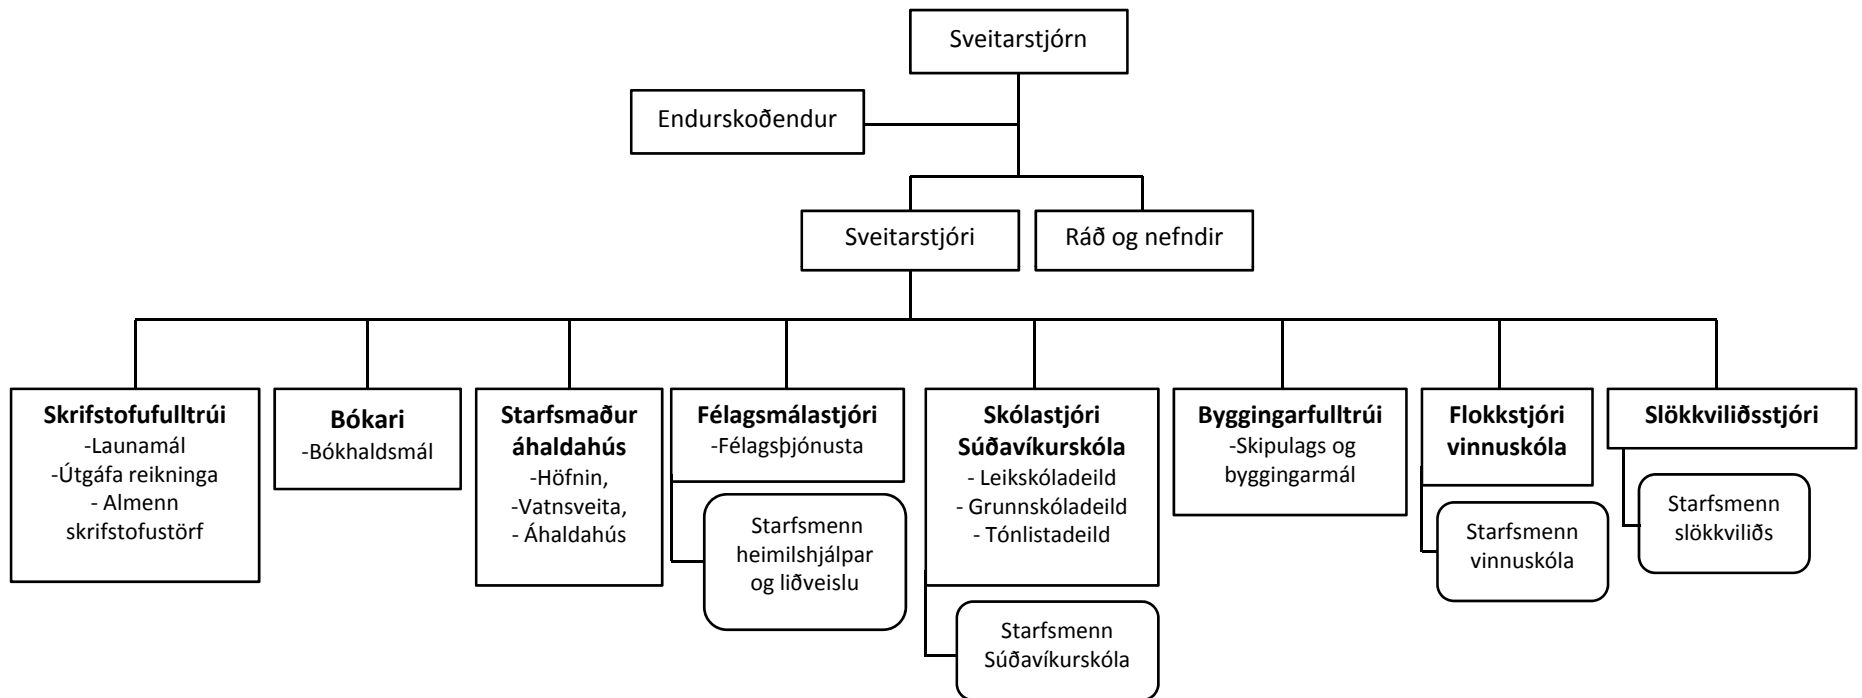 Sveitarstjórn
Endurskoðendur
Sveitarstjóri
Ráð og nefndir
Skrifstofufulltrúi
-Launamál
-Útgáfa reikninga
- Almenn
skrifstofustörf
Bókari
-Bókhaldsmál
Starfsmaður
áhaldahús
-Höfnin,
-Vatnsveita,
- Áhaldahús
Félagsmálastjóri
-Félagsþjónusta
Starfsmenn
heimilshjálpar
og liðveislu
Skólastjóri
Súðavíkurskóla
- Leikskóladeild
- Grunnskóladeild
- Tónlistadeild
Starfsmenn
Súðavíkurskóla
Byggingarfulltrúi
-Skipulags og
byggingarmál
Flokkstjóri
vinnuskóla
Starfsmenn
vinnuskóla
Slökkviliðsstjóri
Starfsmenn
slökkviliðs